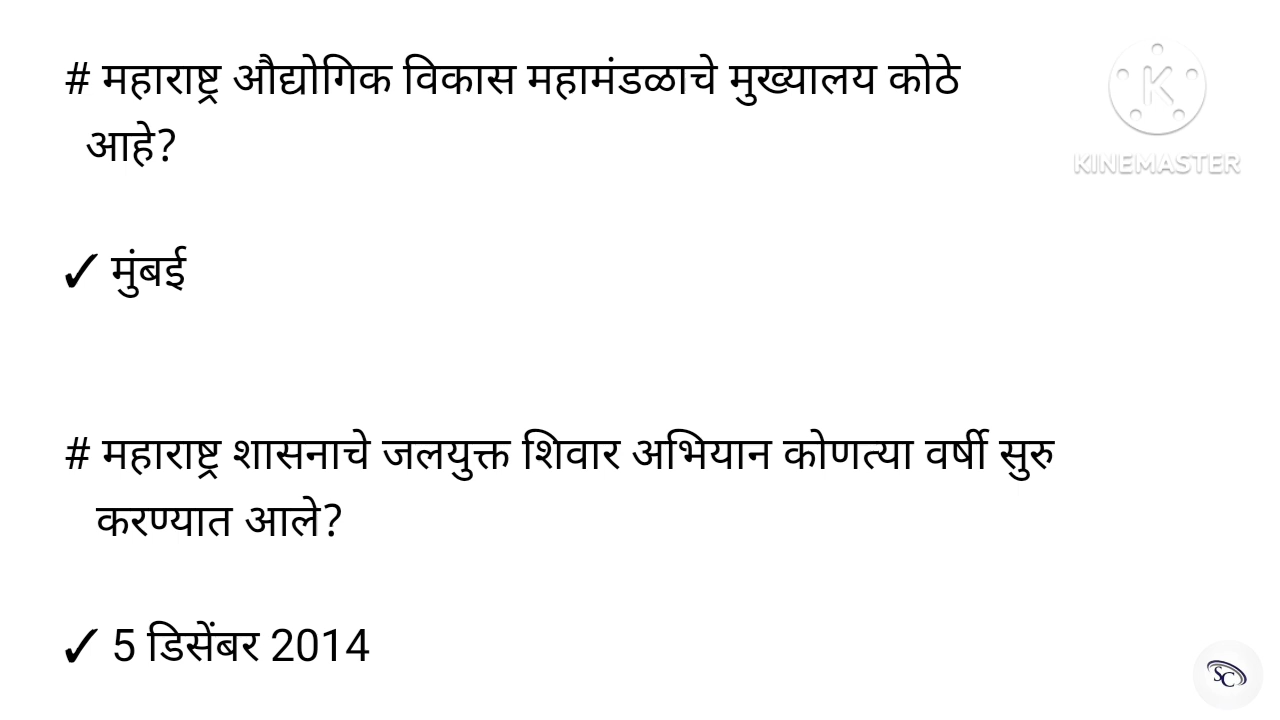 # महाराष्ट्र औद्योगिक विकास महामंडळाचे मुख्यालय कोठे
आहे?
KINEMASTER
✓ मुंबई
# महाराष्ट्र शासनाचे जलयुक्त शिवार अभियान कोणत्या वर्षी सुरु
करण्यात आले?
✓ 5 डिसेंबर 2014
SC